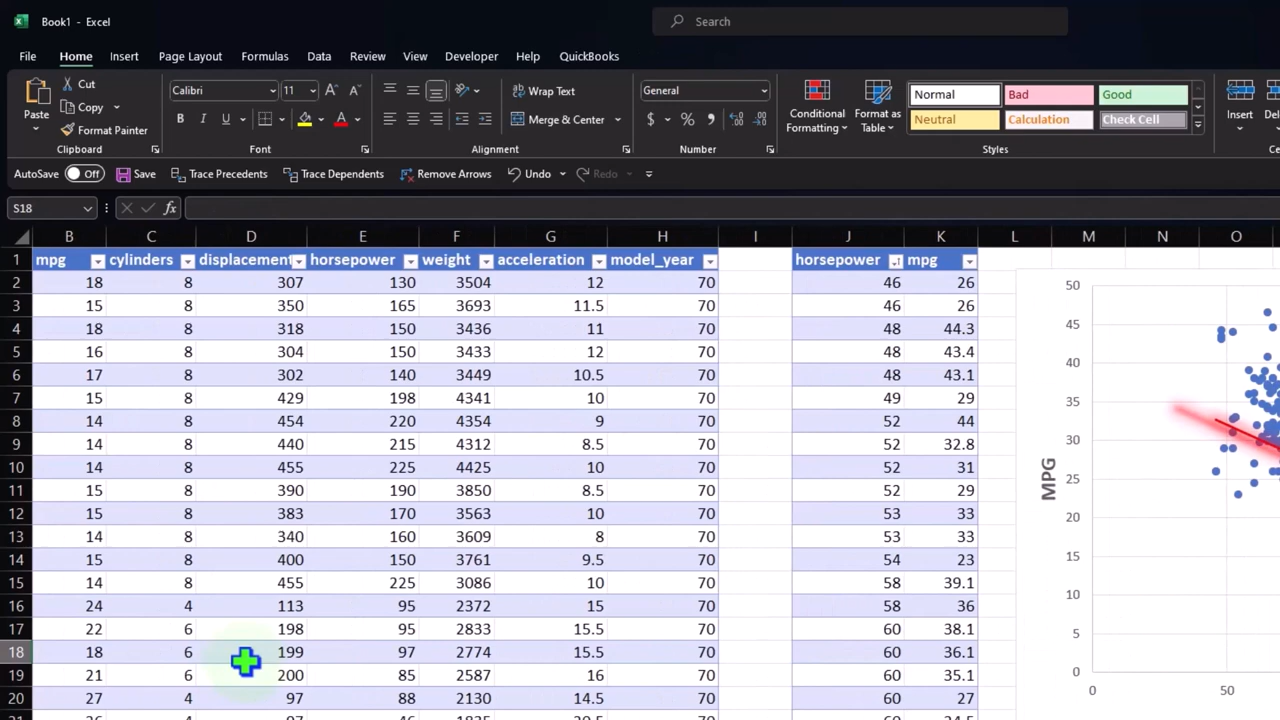 Book1 - Excel
Search
File Home Insert Page Layout Formulas Data Review View Developer Help QuickBooks
Paste Cut Copy Format Painter Clipboard
Calibri 11 A A B I U A Font
Wrap Text Merge & Center Alignment
General $ % , Number
Conditional Formatting Format as Table
Normal Bad Good
Neutral Calculation Check Cell
Styles
Insert
AutoSave Off Save Trace Precedents Trace Dependents Remove Arrows Undo Redo
S18 fx
B C D E F G H I J K L M N O
1 mpg cylinders displacement horsepower weight acceleration model_year horsepower mpg
2 18 8 307 130 3504 12 70 46 26
3 15 8 350 165 3693 11.5 70 46 26
4 18 8 318 150 3436 11 70 48 44.3
5 16 8 304 150 3433 12 70 48 43.4
6 17 8 302 140 3449 10.5 70 48 43.1
7 15 8 429 198 4341 10 70 49 29
8 14 8 454 220 4354 9 70 52 44
9 14 8 440 215 4312 8.5 70 52 32.8
10 14 8 455 225 4425 10 70 52 31
11 15 8 390 190 3850 8.5 70 52 29
12 15 8 383 170 3563 10 70 53 33
13 14 8 340 160 3609 8 70 53 33
14 15 8 400 150 3761 9.5 70 54 23
15 14 8 455 225 3086 10 70 58 39.1
16 24 4 113 95 2372 15 70 58 36
17 22 6 198 95 2833 15.5 70 60 38.1
18 18 6 199 97 2774 15.5 70 60 36.1
19 21 6 200 85 2587 16 70 60 35.1
20 27 4 97 88 2130 14.5 70 60 27
50
45
40
35
30
25
20
15
10
5
0
MPG
0 50